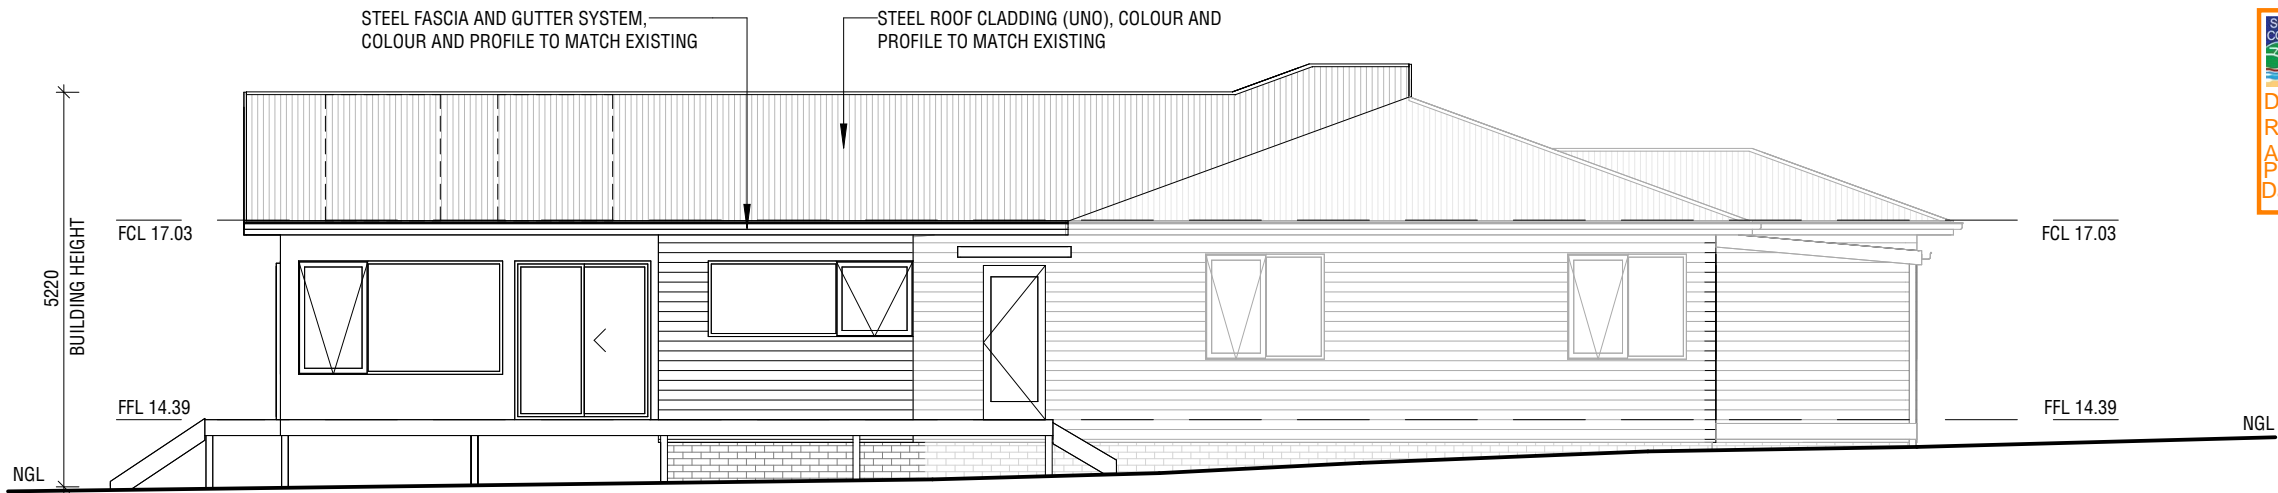 STEEL FASCIA AND GUTTER SYSTEM,
COLOUR AND PROFILE TO MATCH EXISTING
STEEL ROOF CLADDING (UNO), COLOUR AND
PROFILE TO MATCH EXISTING
5220
BUILDING HEIGHT
FCL 17.03
FCL 17.03
FFL 14.39
FFL 14.39
NGL
NGL
D
R
A
P
D